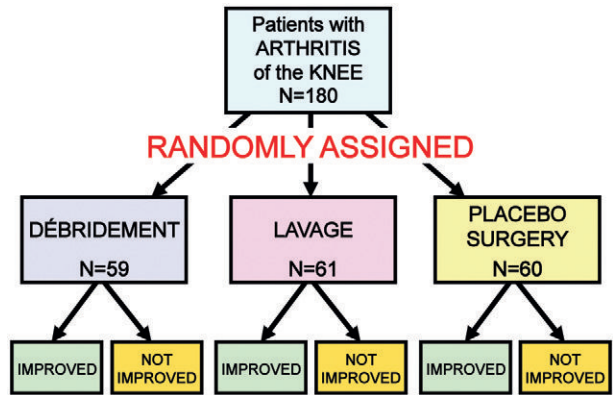 Patients with
ARTHRITIS
of the KNEE
N=180
RANDOMLY ASSIGNED
DÉBRIDEMENT
N=59
LAVAGE
N=61
PLACEBO
SURGERY
N=60
IMPROVED
NOT
IMPROVED
IMPROVED
NOT
IMPROVED
IMPROVED
NOT
IMPROVED